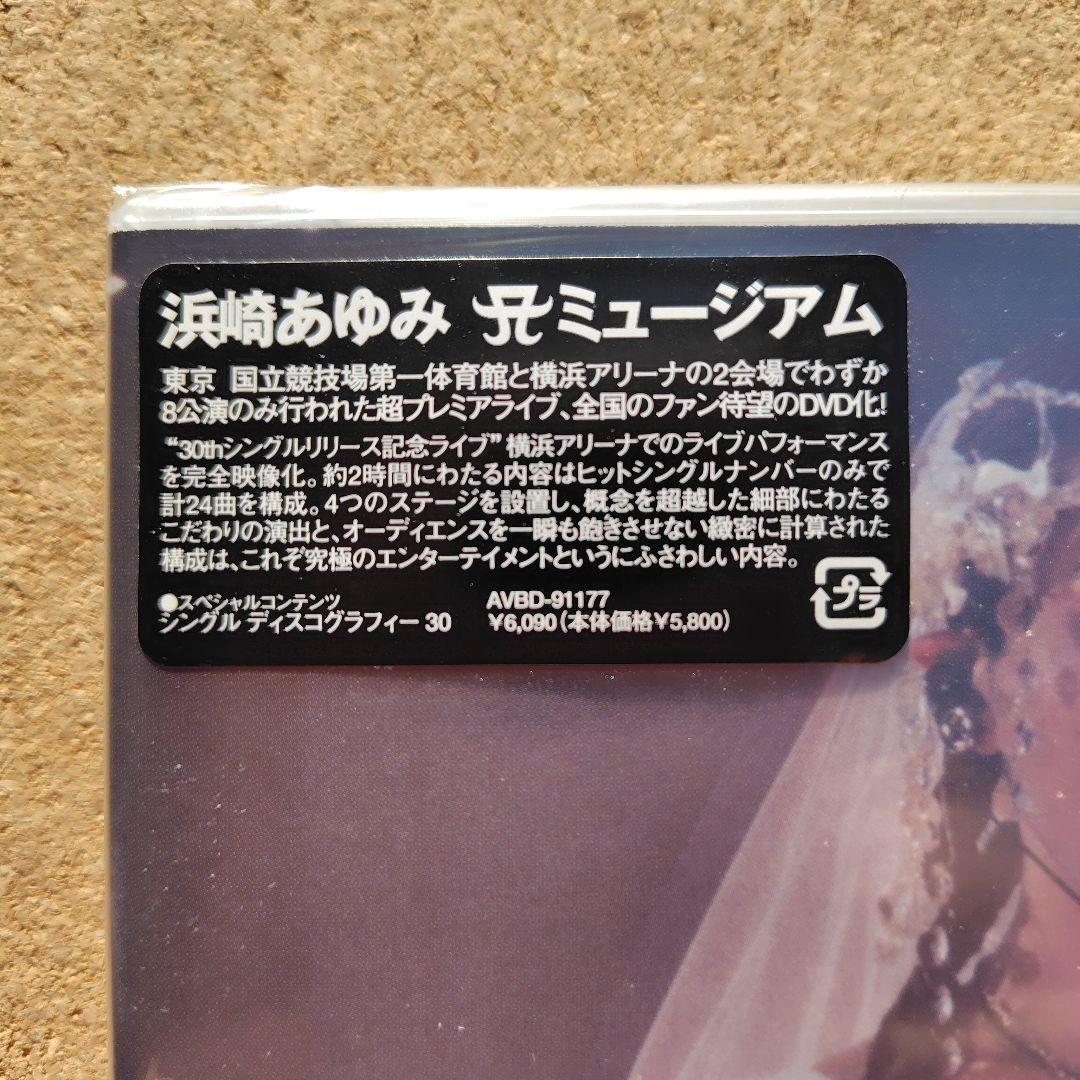 浜崎あゆみ Aミュージアム
東京 国立競技場第一体育館と横浜アリーナの2会場でわずか
8公演のみ行われた超プレミアライブ、全国のファン待望のDVD化!
“30thシングルリリース記念ライブ”横浜アリーナでのライブパフォーマンス
を完全映像化。約2時間にわたる内容はヒットシングルナンバーのみで
計24曲を構成。4つのステージを設置し、概念を超越した細部にわたる
こだわりの演出と、オーディエンスを一瞬も飽きさせない緻密に計算された
構成は、これぞ究極のエンターテイメントというにふさわしい内容。
●スペシャルコンテンツ
シングル ディスコグラフィー 30
AVBD-91177
¥6,090(本体価格¥5,800)
プラ